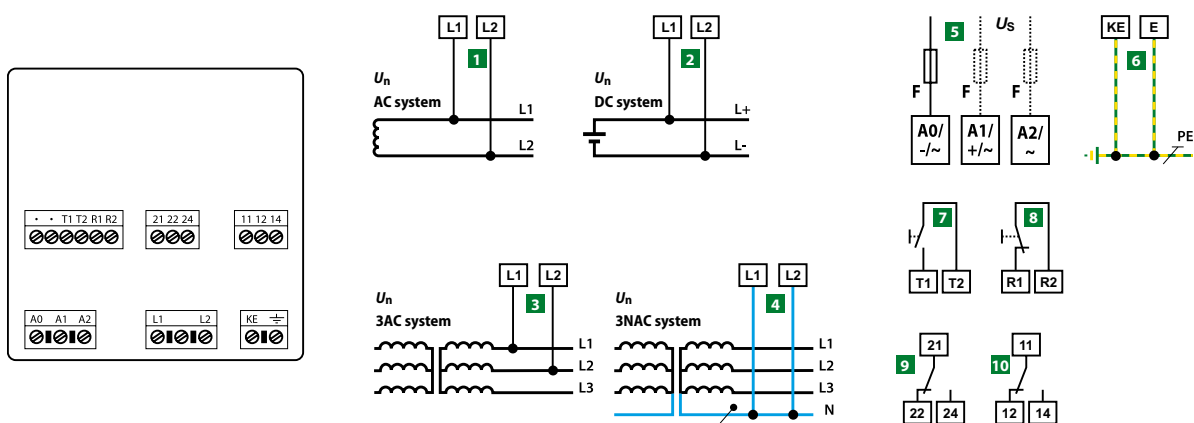 · · T1 T2 R1 R2
21 22 24
11 12 14
A0 A1 A2
L1 L2
KE
L1 L2
1
Un
AC system
L1
L2
L1 L2
2
Un
DC system
L+
L-
L1 L2
3
Un
3AC system
L1
L2
L3
L1 L2
4
Un
3NAC system
L1
L2
L3
N
5
US
F F F
A0/
-/~
A1/
+/~
A2/
~
KE E
6
PE
7
T1 T2
8
R1 R2
21
9
22 24
11
10
12 14